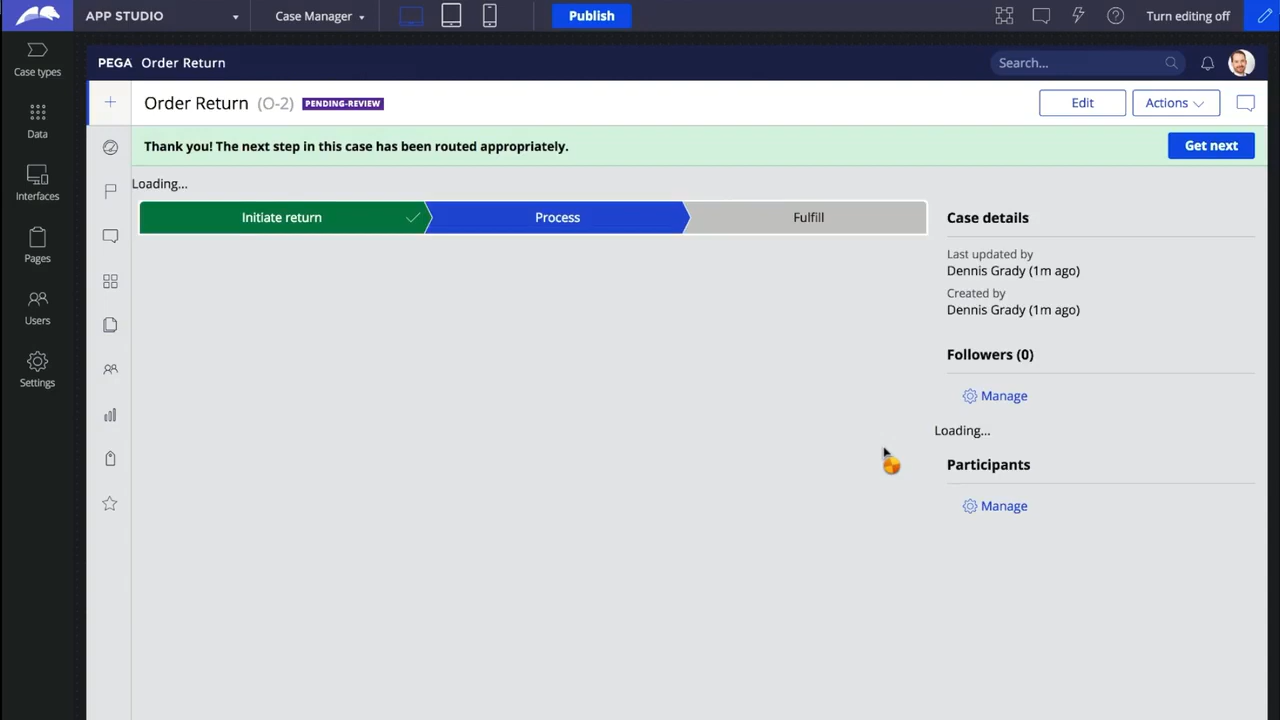 APP STUDIO
Case Manager
Publish
Turn editing off
Case types
Data
Interfaces
Pages
Users
Settings
PEGA Order Return
Search...
Order Return (O-2) PENDING-REVIEW
Edit
Actions
Thank you! The next step in this case has been routed appropriately.
Get next
Loading...
Initiate return
Process
Fulfill
Case details
Last updated by
Dennis Grady (1m ago)
Created by
Dennis Grady (1m ago)
Followers (0)
Manage
Loading...
Participants
Manage